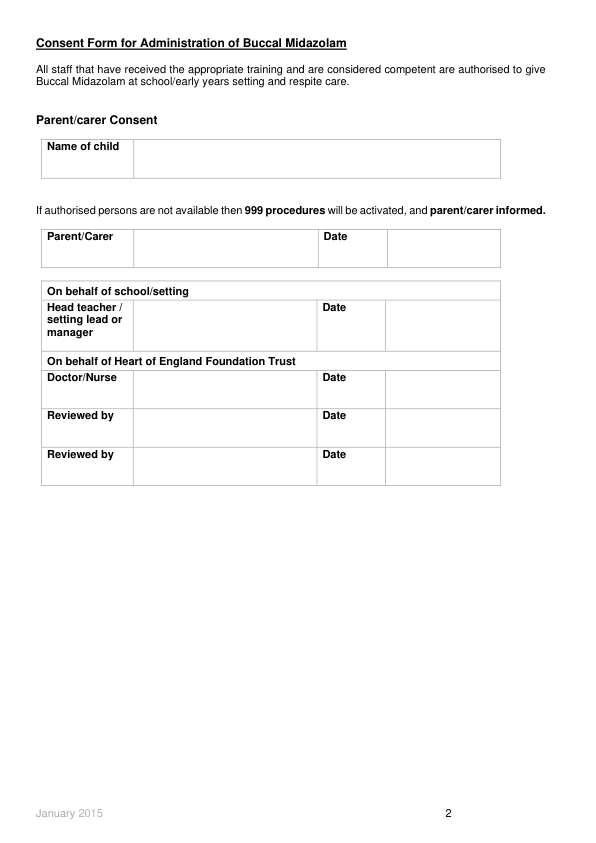 Consent Form for Administration of Buccal Midazolam
All staff that have received the appropriate training and are considered competent are authorised to give
Buccal Midazolam at school/early years setting and respite care.
Parent/carer Consent
Name of child
If authorised persons are not available then 999 procedures will be activated, and parent/carer informed.
Parent/Carer Date
On behalf of school/setting
Head teacher / Date
setting lead or
manager
On behalf of Heart of England Foundation Trust
Doctor/Nurse Date
Reviewed by Date
Reviewed by Date
January 2015 2